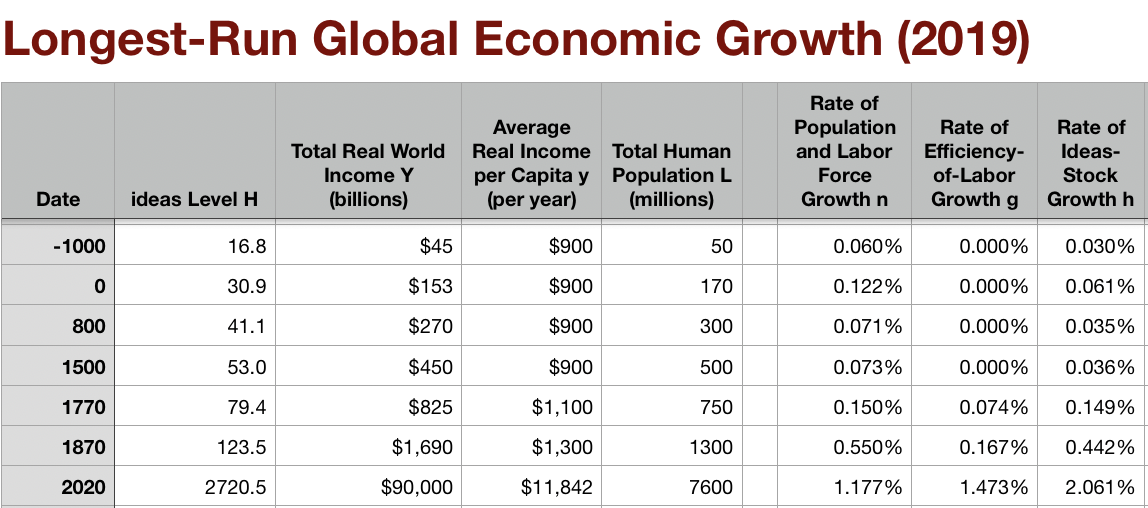 Longest-Run Global Economic Growth (2019)
Date | ideas Level H | Total Real World Income Y (billions) | Average Real Income per Capita y (per year) | Total Human Population L (millions) | Rate of Population and Labor Force Growth n | Rate of Efficiency-of-Labor Growth g | Rate of Ideas-Stock Growth h
-1000 16.8 $45 $900 50 0.060% 0.000% 0.030%
0 30.9 $153 $900 170 0.122% 0.000% 0.061%
800 41.1 $270 $900 300 0.071% 0.000% 0.035%
1500 53.0 $450 $900 500 0.073% 0.000% 0.036%
1770 79.4 $825 $1,100 750 0.150% 0.074% 0.149%
1870 123.5 $1,690 $1,300 1300 0.550% 0.167% 0.442%
2020 2720.5 $90,000 $11,842 7600 1.177% 1.473% 2.061%